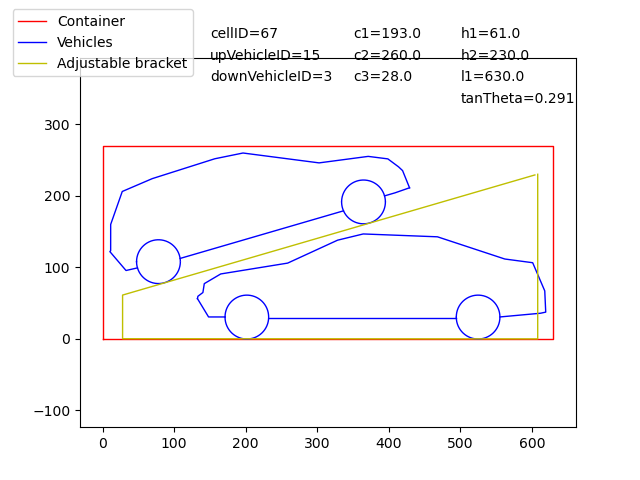 Container
Vehicles
Adjustable bracket
cellID=67
upVehicleID=15
downVehicleID=3
c1=193.0
c2=260.0
c3=28.0
h1=61.0
h2=230.0
l1=630.0
tanTheta=0.291
300
200
100
0
−100
0 100 200 300 400 500 600